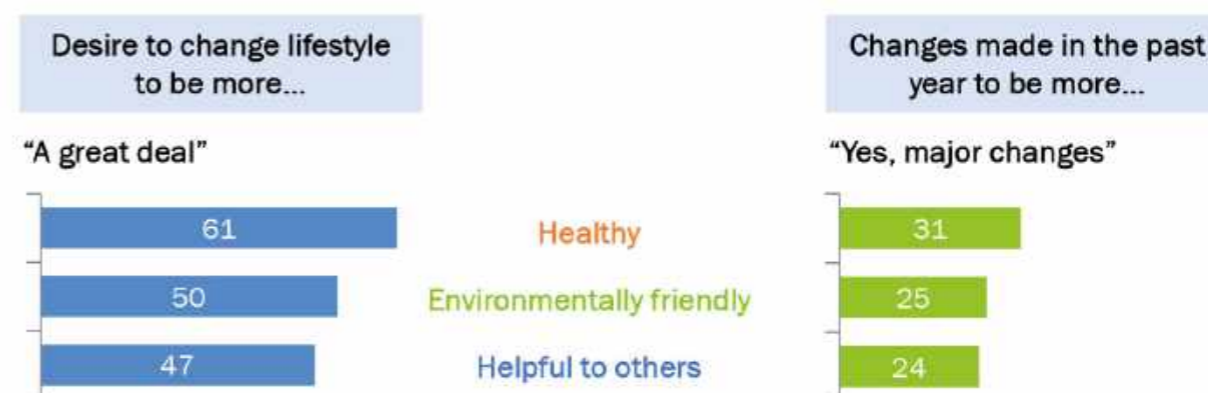 Desire to change lifestyle
to be more...
Changes made in the past
year to be more...
“A great deal”
“Yes, major changes”
61
Healthy
31
50
Environmentally friendly
25
47
Helpful to others
24